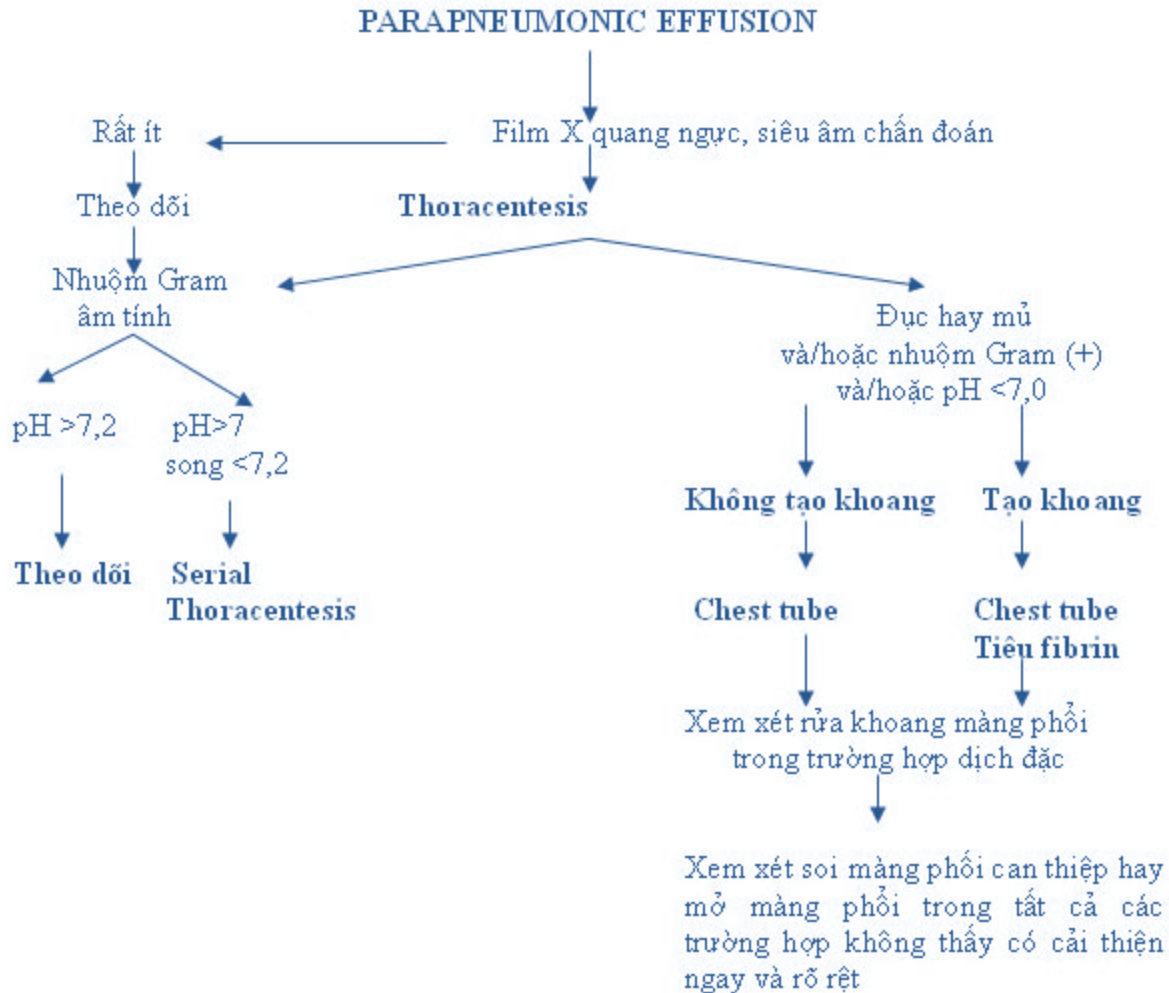 PARAPNEUMONIC EFFUSION
Rất ít
Film X quang ngực, siêu âm chẩn đoán
Theo dõi
Thoracentesis
Nhuộm Gram
âm tính
Đục hay mủ
và/hoặc nhuộm Gram (+)
và/hoặc pH <7,0
pH >7,2
pH>7
song <7,2
Không tạo khoang
Tạo khoang
Theo dõi
Serial
Thoracentesis
Chest tube
Chest tube
Tiêu fibrin
Xem xét rửa khoang màng phổi
trong trường hợp dịch đặc
Xem xét soi màng phổi can thiệp hay
mở màng phổi trong tất cả các
trường hợp không thấy có cải thiện
ngay và rõ rệt